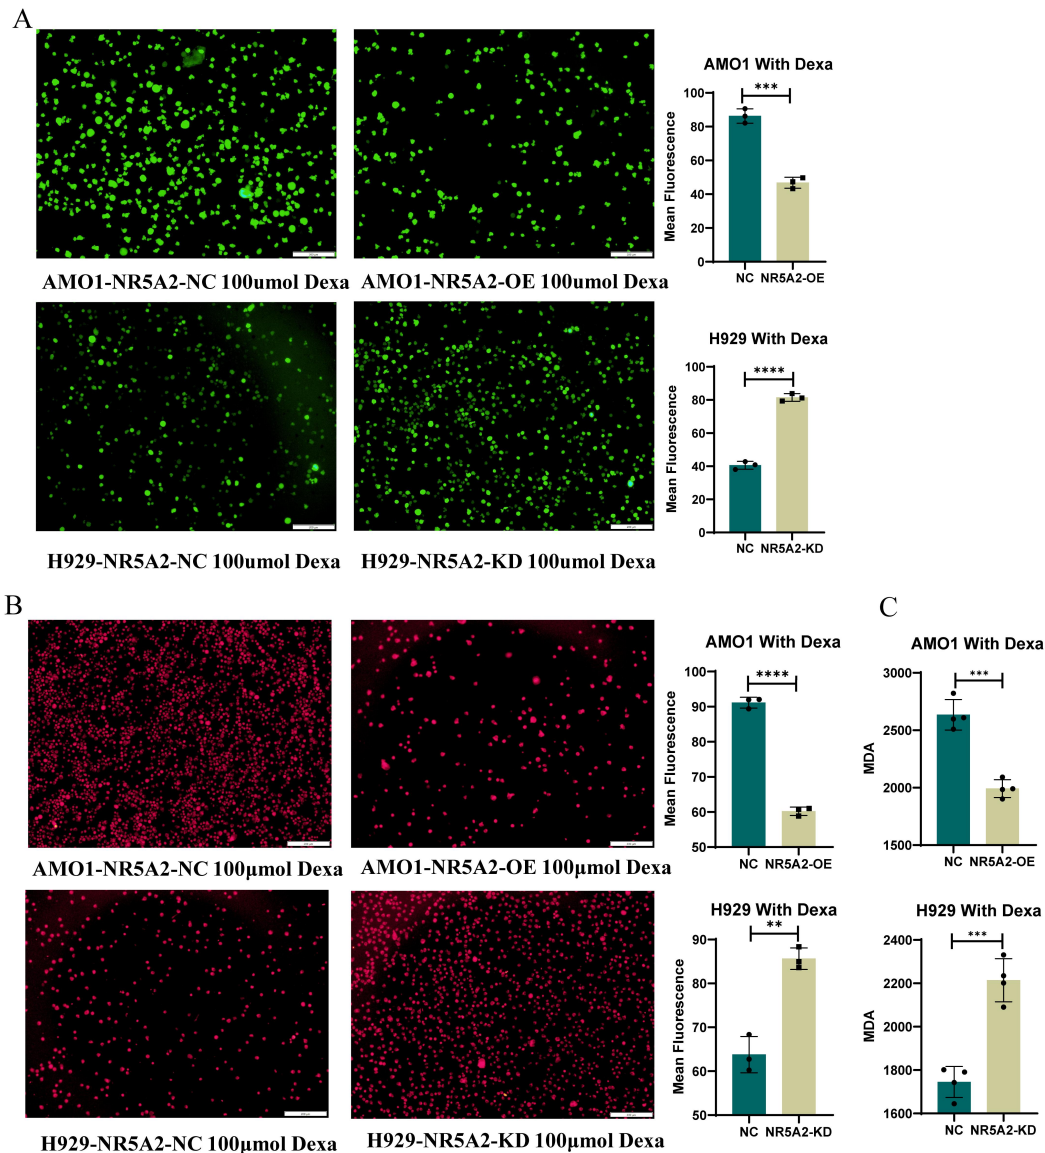 A
AMO1 With Dexa
***
Mean Fluorescence
100
80
60
40
20
0
NC NR5A2-OE
AMO1-NR5A2-NC 100umol Dexa
AMO1-NR5A2-OE 100umol Dexa
H929 With Dexa
****
Mean Fluorescence
100
80
60
40
20
0
NC NR5A2-KD
H929-NR5A2-NC 100umol Dexa
H929-NR5A2-KD 100umol Dexa
B
AMO1 With Dexa
****
Mean Fluorescence
100
90
80
70
60
50
NC NR5A2-OE
AMO1-NR5A2-NC 100μmol Dexa
AMO1-NR5A2-OE 100μmol Dexa
H929 With Dexa
**
Mean Fluorescence
90
80
70
60
50
NC NR5A2-KD
H929-NR5A2-NC 100μmol Dexa
H929-NR5A2-KD 100μmol Dexa
C
AMO1 With Dexa
***
MDA
3000
2500
2000
1500
NC NR5A2-OE
H929 With Dexa
***
MDA
2400
2200
2000
1800
1600
NC NR5A2-KD